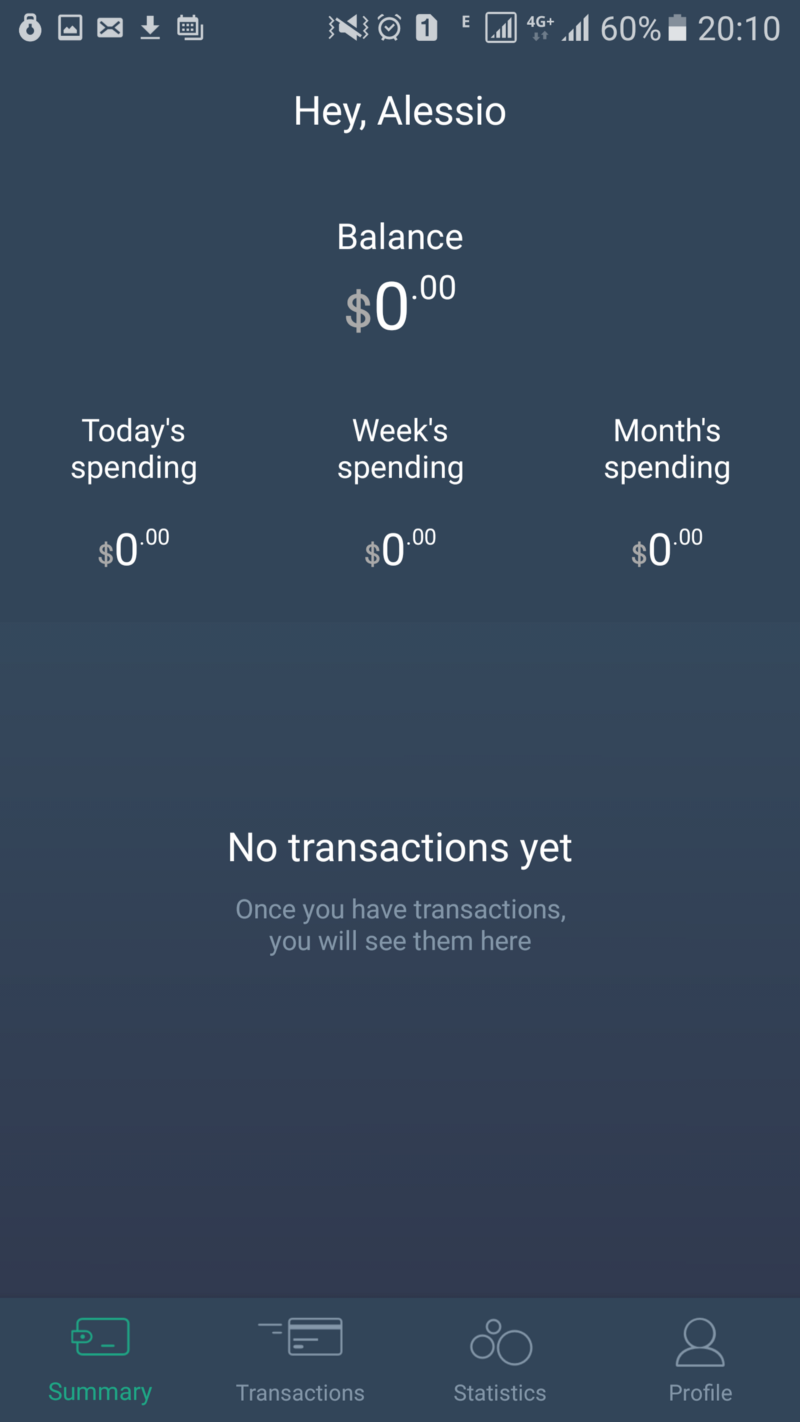 1 E 4G+ 60% 20:10
Hey, Alessio
Balance
$0.00
Today's Week's Month's
spending spending spending
$0.00 $0.00 $0.00
No transactions yet
Once you have transactions,
you will see them here
Summary Transactions Statistics Profile